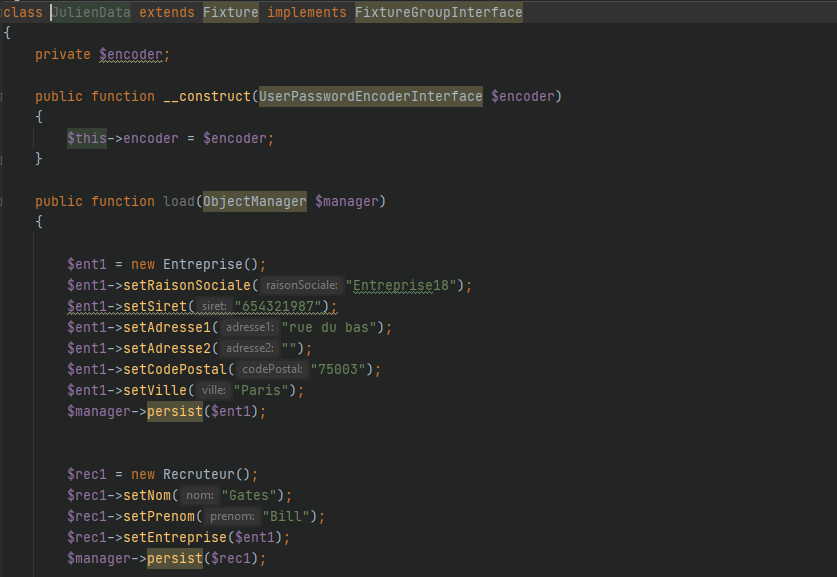 class JulienData extends Fixture implements FixtureGroupInterface
{
private $encoder;
public function __construct(UserPasswordEncoderInterface $encoder)
{
$this->encoder = $encoder;
}
public function load(ObjectManager $manager)
{
$ent1 = new Entreprise();
$ent1->setRaisonSociale( raisonSociale: "Entreprise18");
$ent1->setSiret( siret: "654321987");
$ent1->setAdresse1( adresse1: "rue du bas");
$ent1->setAdresse2( adresse2: "");
$ent1->setCodePostal( codePostal: "75003");
$ent1->setVille( ville: "Paris");
$manager->persist($ent1);
$rec1 = new Recruteur();
$rec1->setNom( nom: "Gates");
$rec1->setPrenom( prenom: "Bill");
$rec1->setEntreprise($ent1);
$manager->persist($rec1);